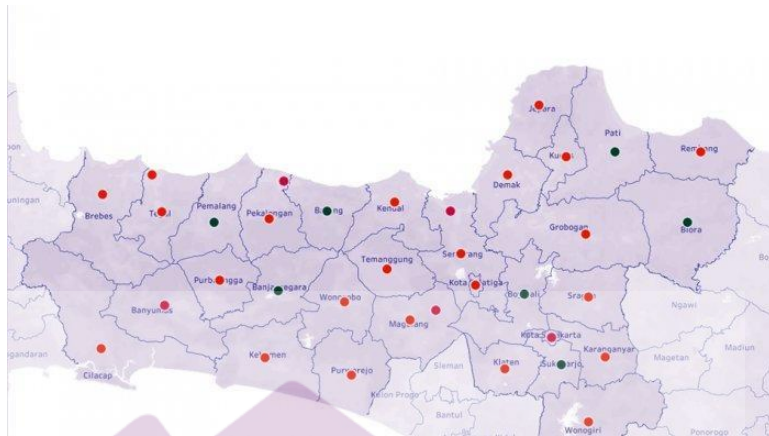 Jepara
Pati
Kudus
Rembang
Demak
Pemalang
Brebes
Tegal
Pekalongan
Batang
Kendal
Grobogan
Blora
Semarang
Temanggung
Purbalingga
Banjarnegara
Kota Salatiga
Boyolali
Sragen
Wonosobo
Banyumas
Ngawi
Magelang
Kota Surakarta
Madiun
Karanganyar
Magetan
Kebumen
Klaten
Sukoharjo
Sleman
Cilacap
Purworejo
Kulon Progo
Bantul
Wonogiri
Ponorogo